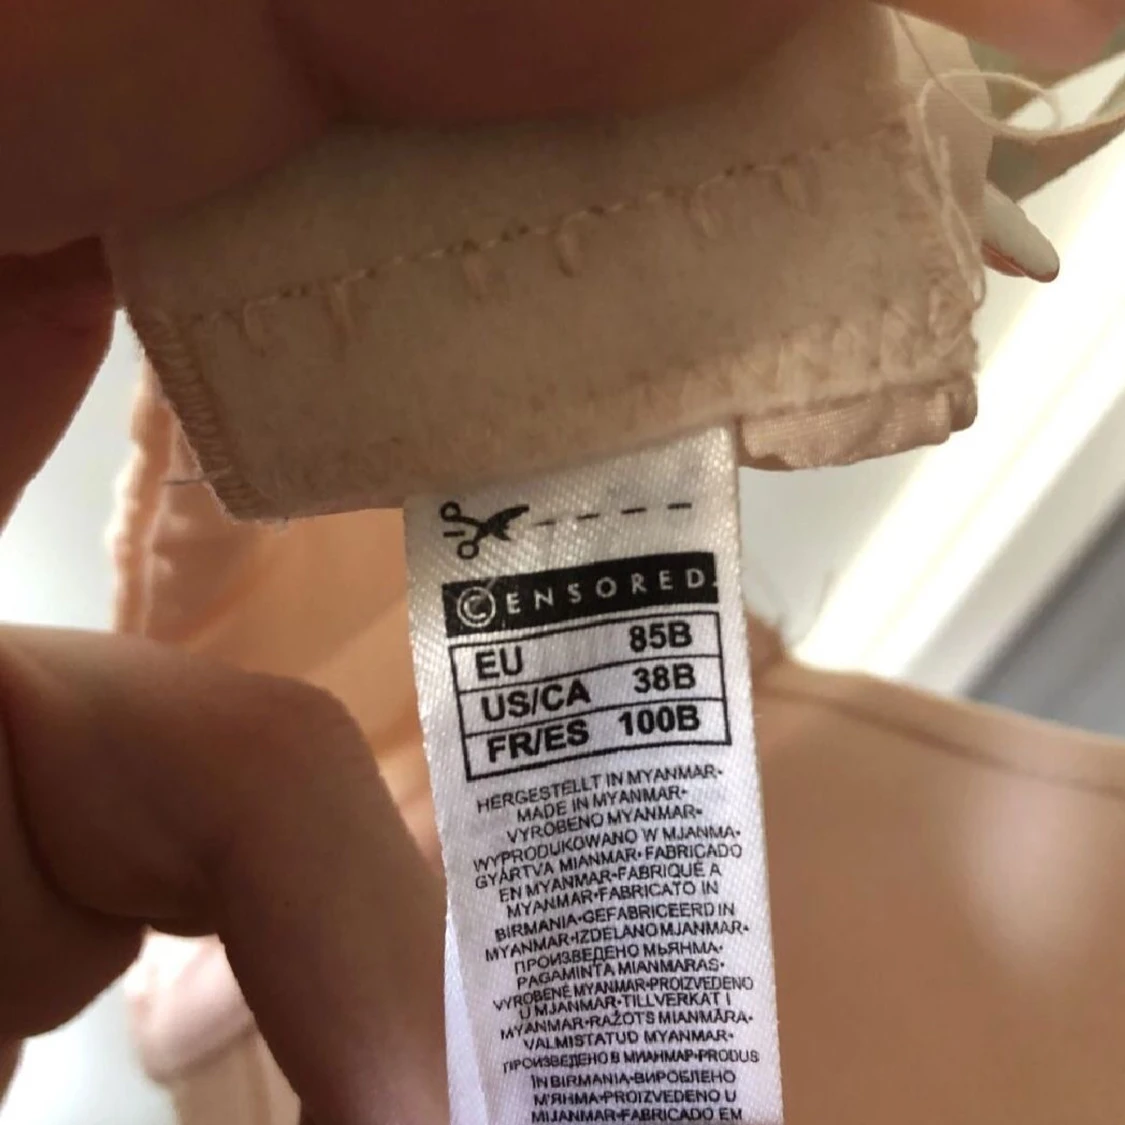 ©ENSORED.
EU 85B
US/CA 38B
FR/ES 100B
HERGESTELLT IN MYANMAR•
MADE IN MYANMAR•
VYROBENO MYANMAR•
WYPRODUKOWANO W MJANMA•
GYÁRTVA MIANMAR•FABRICADO
EN MYANMAR•FABRIQUÉ A
MYANMAR•FABRICATO IN
BIRMANIA•GEFABRICEERD IN
MYANMAR•IZDELANO MJANMAR•
ПРОИЗВЕДЕНО МЬЯНМА•
PAGAMINTA MIANMARAS•
VYROBENÉ MYANMAR•PROIZVEDENO
U MJANMAR•TILLVERKAT I
MYANMAR•RAŽOTS MIANMĀRA•
VALMISTATUD MYANMAR•
ПРОИЗВЕДЕНО В МИАНМАР•PRODUS
ÎN BIRMANIA•ВИРОБЛЕНО
М'ЯНМА•PROIZVEDENO U
MIJANMAR•FABRICADO EM